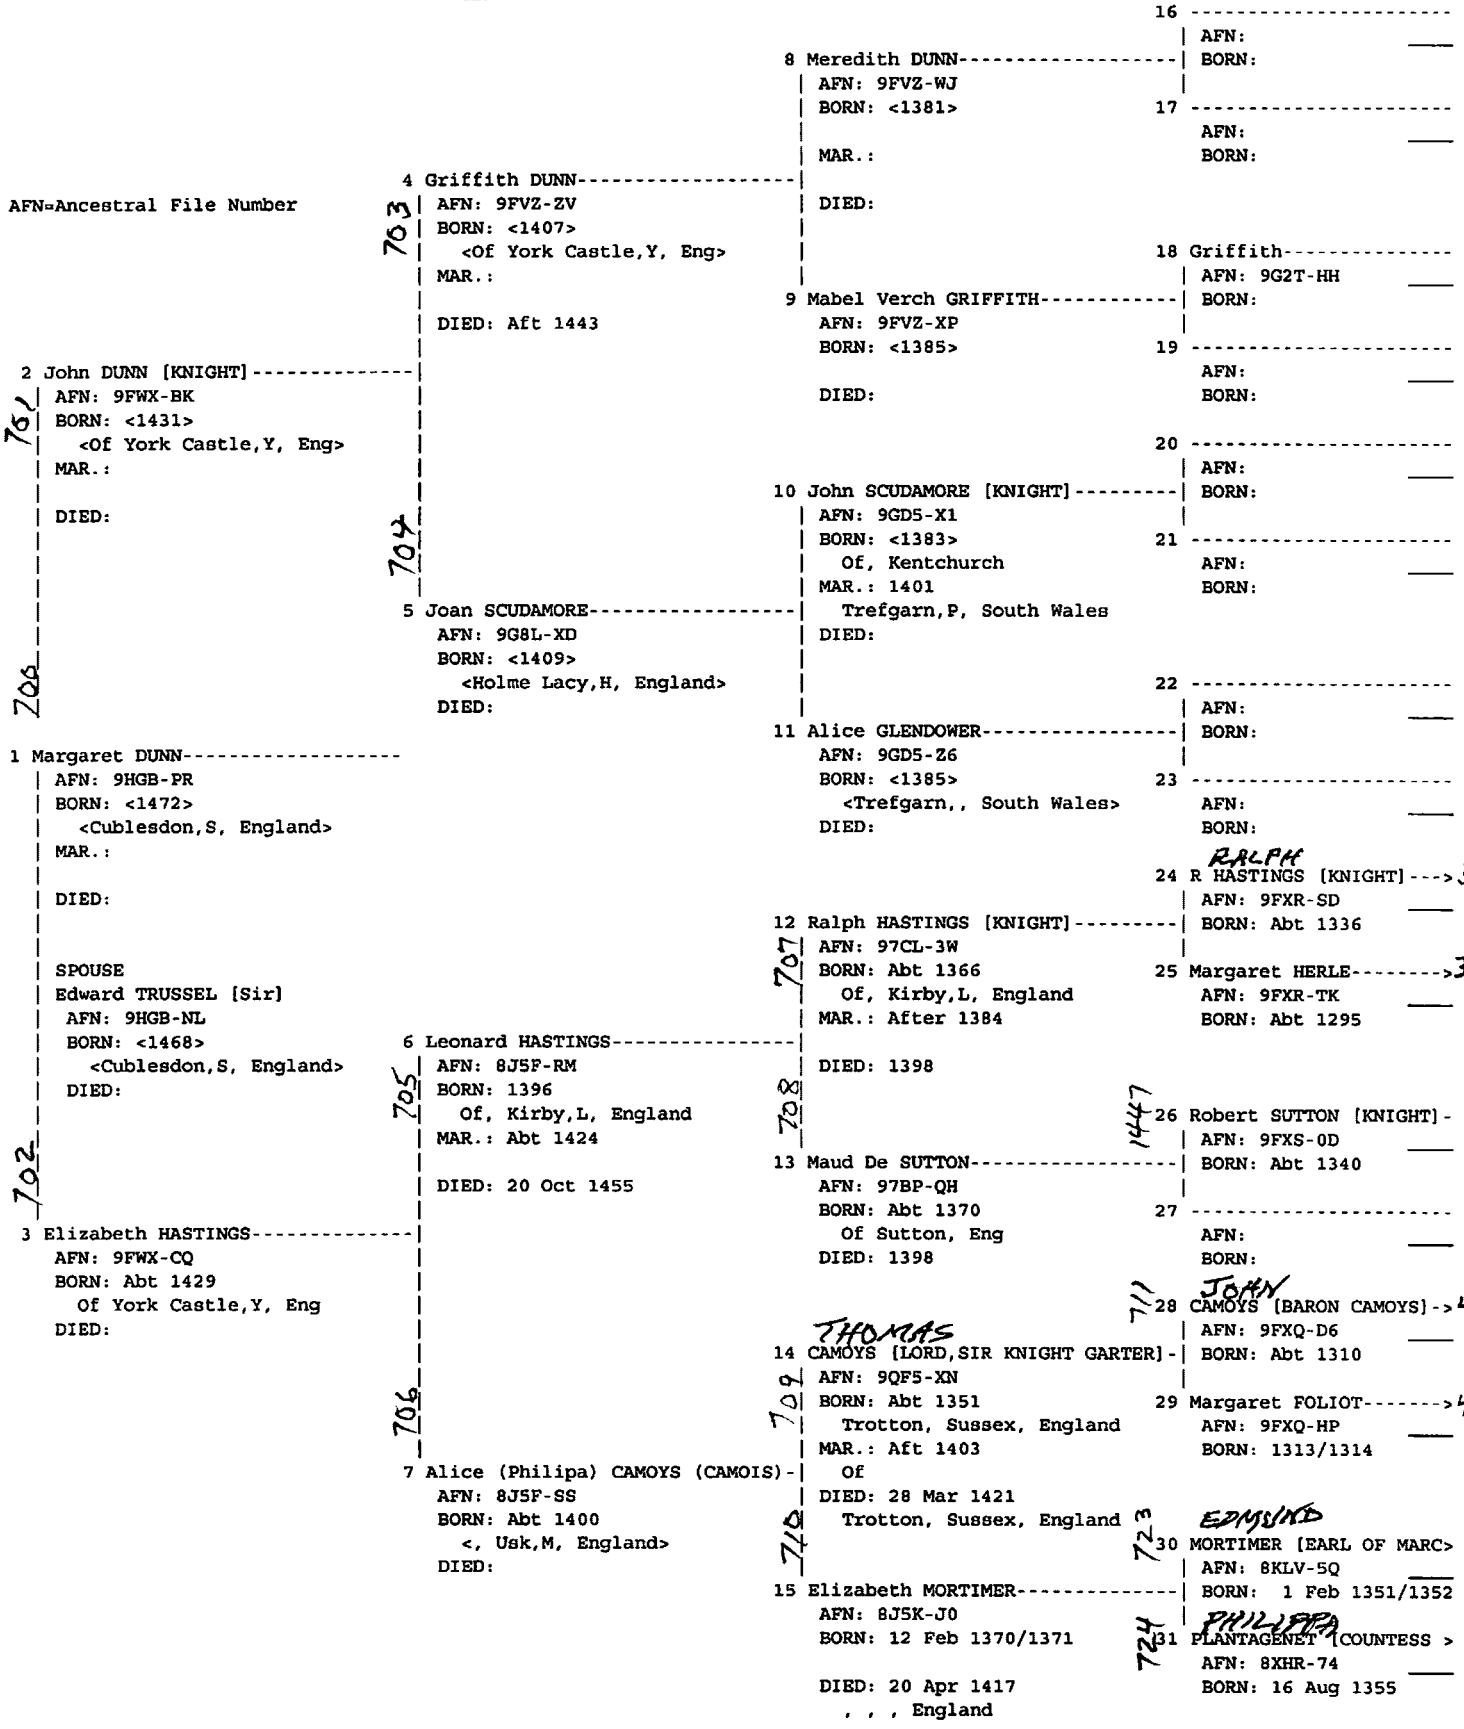 AFN=Ancestral File Number
1 Margaret DUNN
AFN: 9HGB-PR
BORN: <1472>
<Cublesdon,S, England>
MAR.:
DIED:
SPOUSE
Edward TRUSSEL [Sir]
AFN: 9HGB-NL
BORN: <1468>
<Cublesdon,S, England>
DIED:
701
700
2 John DUNN [KNIGHT]
AFN: 9FWX-BK
BORN: <1431>
<Of York Castle,Y, Eng>
MAR.:
DIED:
702
3 Elizabeth HASTINGS
AFN: 9FWX-CQ
BORN: Abt 1429
Of York Castle,Y, Eng
DIED:
703
4 Griffith DUNN
AFN: 9FVZ-ZV
BORN: <1407>
<Of York Castle,Y, Eng>
MAR.:
DIED: Aft 1443
704
5 Joan SCUDAMORE
AFN: 9G8L-XD
BORN: <1409>
<Holme Lacy,H, England>
DIED:
705
6 Leonard HASTINGS
AFN: 8J5F-RM
BORN: 1396
Of, Kirby,L, England
MAR.: Abt 1424
DIED: 20 Oct 1455
706
7 Alice (Philipa) CAMOYS (CAMOIS)
AFN: 8J5F-SS
BORN: Abt 1400
<, Usk,M, England>
DIED:
8 Meredith DUNN
AFN: 9FVZ-WJ
BORN: <1381>
MAR.:
DIED:
9 Mabel Verch GRIFFITH
AFN: 9FVZ-XP
BORN: <1385>
DIED:
10 John SCUDAMORE [KNIGHT]
AFN: 9GD5-X1
BORN: <1383>
Of, Kentchurch
MAR.: 1401
Trefgarn,P, South Wales
DIED:
11 Alice GLENDOWER
AFN: 9GD5-Z6
BORN: <1385>
<Trefgarn,, South Wales>
DIED:
707
12 Ralph HASTINGS [KNIGHT]
AFN: 97CL-3W
BORN: Abt 1366
Of, Kirby,L, England
MAR.: After 1384
DIED: 1398
708
13 Maud De SUTTON
AFN: 97BP-QH
BORN: Abt 1370
Of Sutton, Eng
DIED: 1398
709
THOMAS
14 CAMOYS [LORD,SIR KNIGHT GARTER]
AFN: 9QF5-XN
BORN: Abt 1351
Trotton, Sussex, England
MAR.: Aft 1403
Of
DIED: 28 Mar 1421
Trotton, Sussex, England
710
15 Elizabeth MORTIMER
AFN: 8J5K-J0
BORN: 12 Feb 1370/1371
DIED: 20 Apr 1417
, , , England
16
AFN:
BORN:
17
AFN:
BORN:
18 Griffith
AFN: 9G2T-HH
BORN:
19
AFN:
BORN:
20
AFN:
BORN:
21
AFN:
BORN:
22
AFN:
BORN:
23
AFN:
BORN:
RALPH
24 R HASTINGS [KNIGHT]--->
AFN: 9FXR-SD
BORN: Abt 1336
25 Margaret HERLE-------->3
AFN: 9FXR-TK
BORN: Abt 1295
1447
26 Robert SUTTON [KNIGHT]-
AFN: 9FXS-0D
BORN: Abt 1340
27
AFN:
BORN:
711
JOHN
28 CAMOYS [BARON CAMOYS]->
AFN: 9FXQ-D6
BORN: Abt 1310
29 Margaret FOLIOT------->
AFN: 9FXQ-HP
BORN: 1313/1314
723
EDMUND
30 MORTIMER [EARL OF MARC>
AFN: 8KLV-5Q
BORN: 1 Feb 1351/1352
724
PHILIPPA
31 PLANTAGENET [COUNTESS >
AFN: 8XHR-74
BORN: 16 Aug 1355